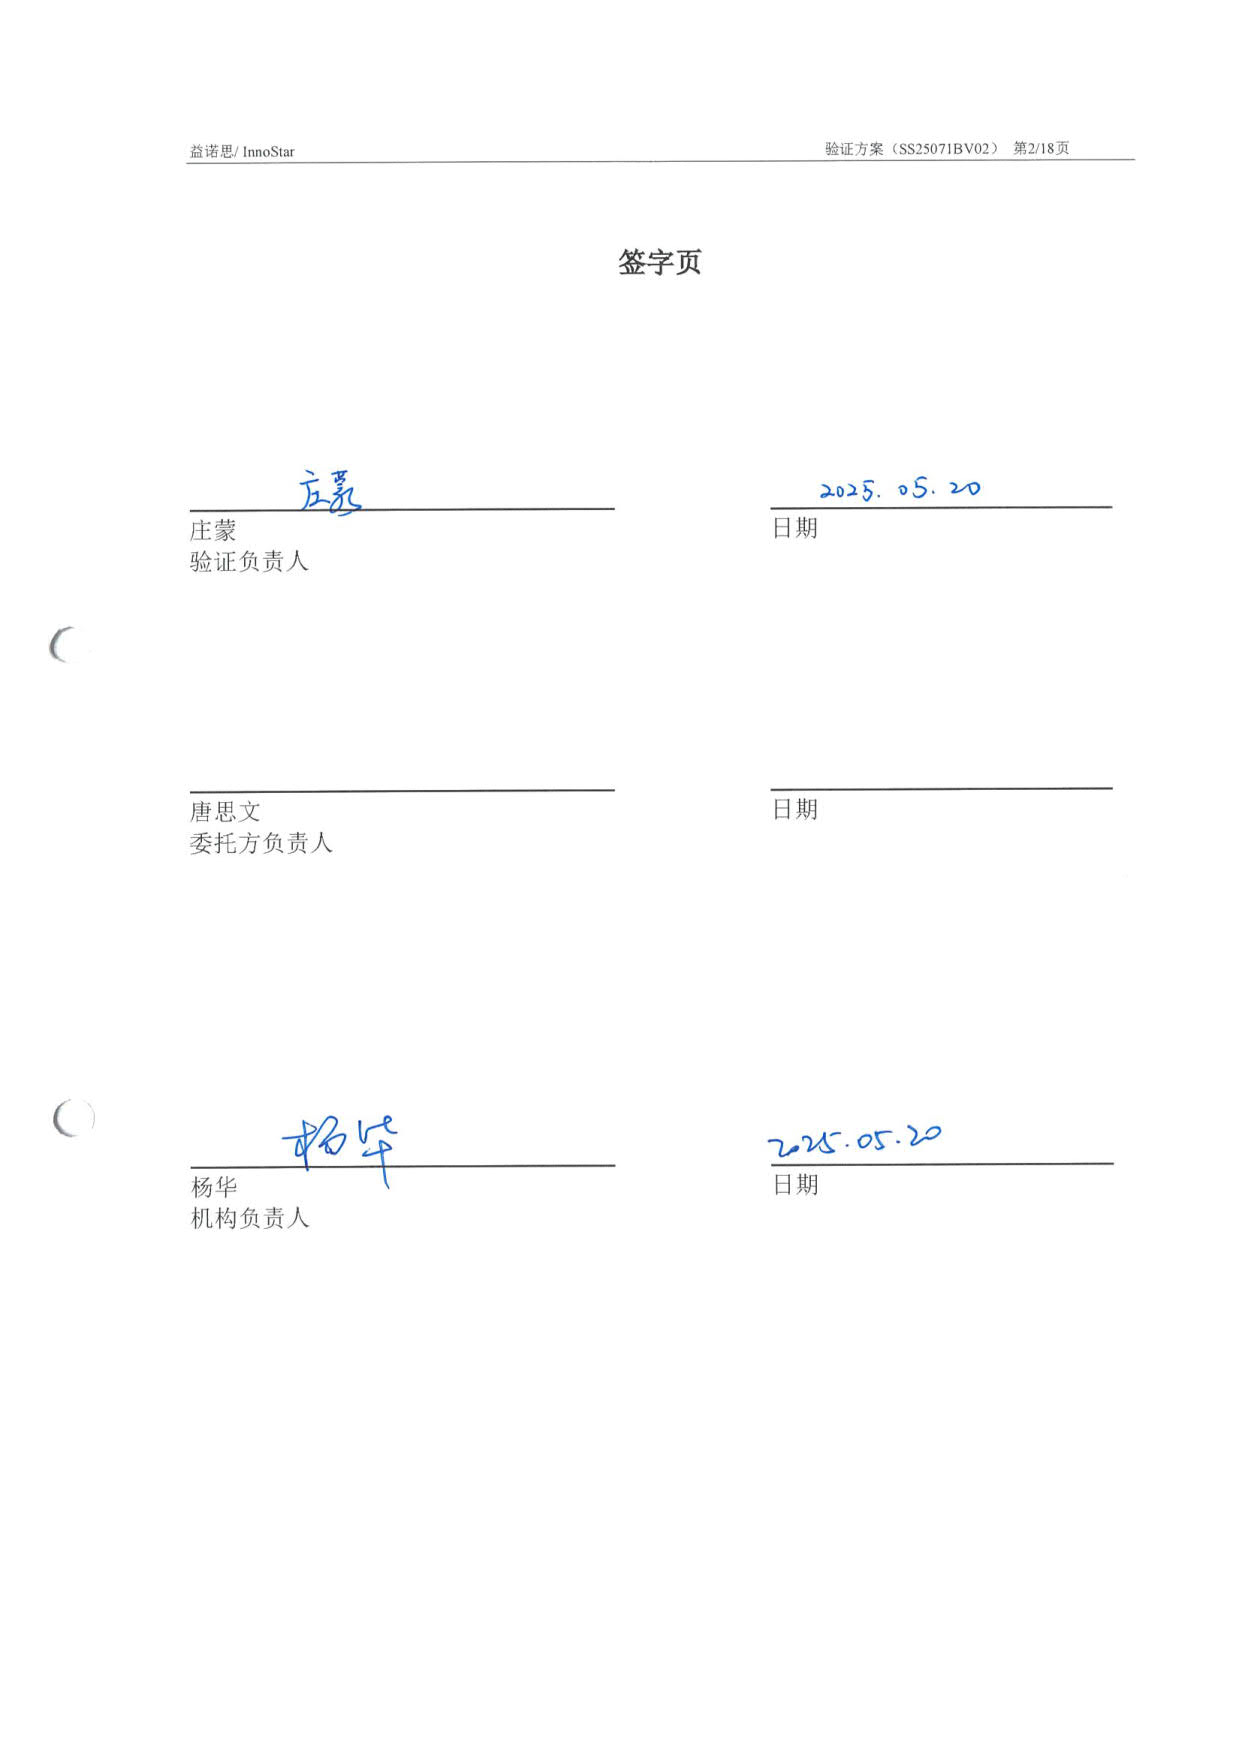 益诺思/ InnoStar 验证方案（SS25071BV02） 第2/18页
签字页
庄蒙 2025.05.20
庄蒙 日期
验证负责人
唐思文 日期
委托方负责人
杨华 2025.05.20
杨华 日期
机构负责人